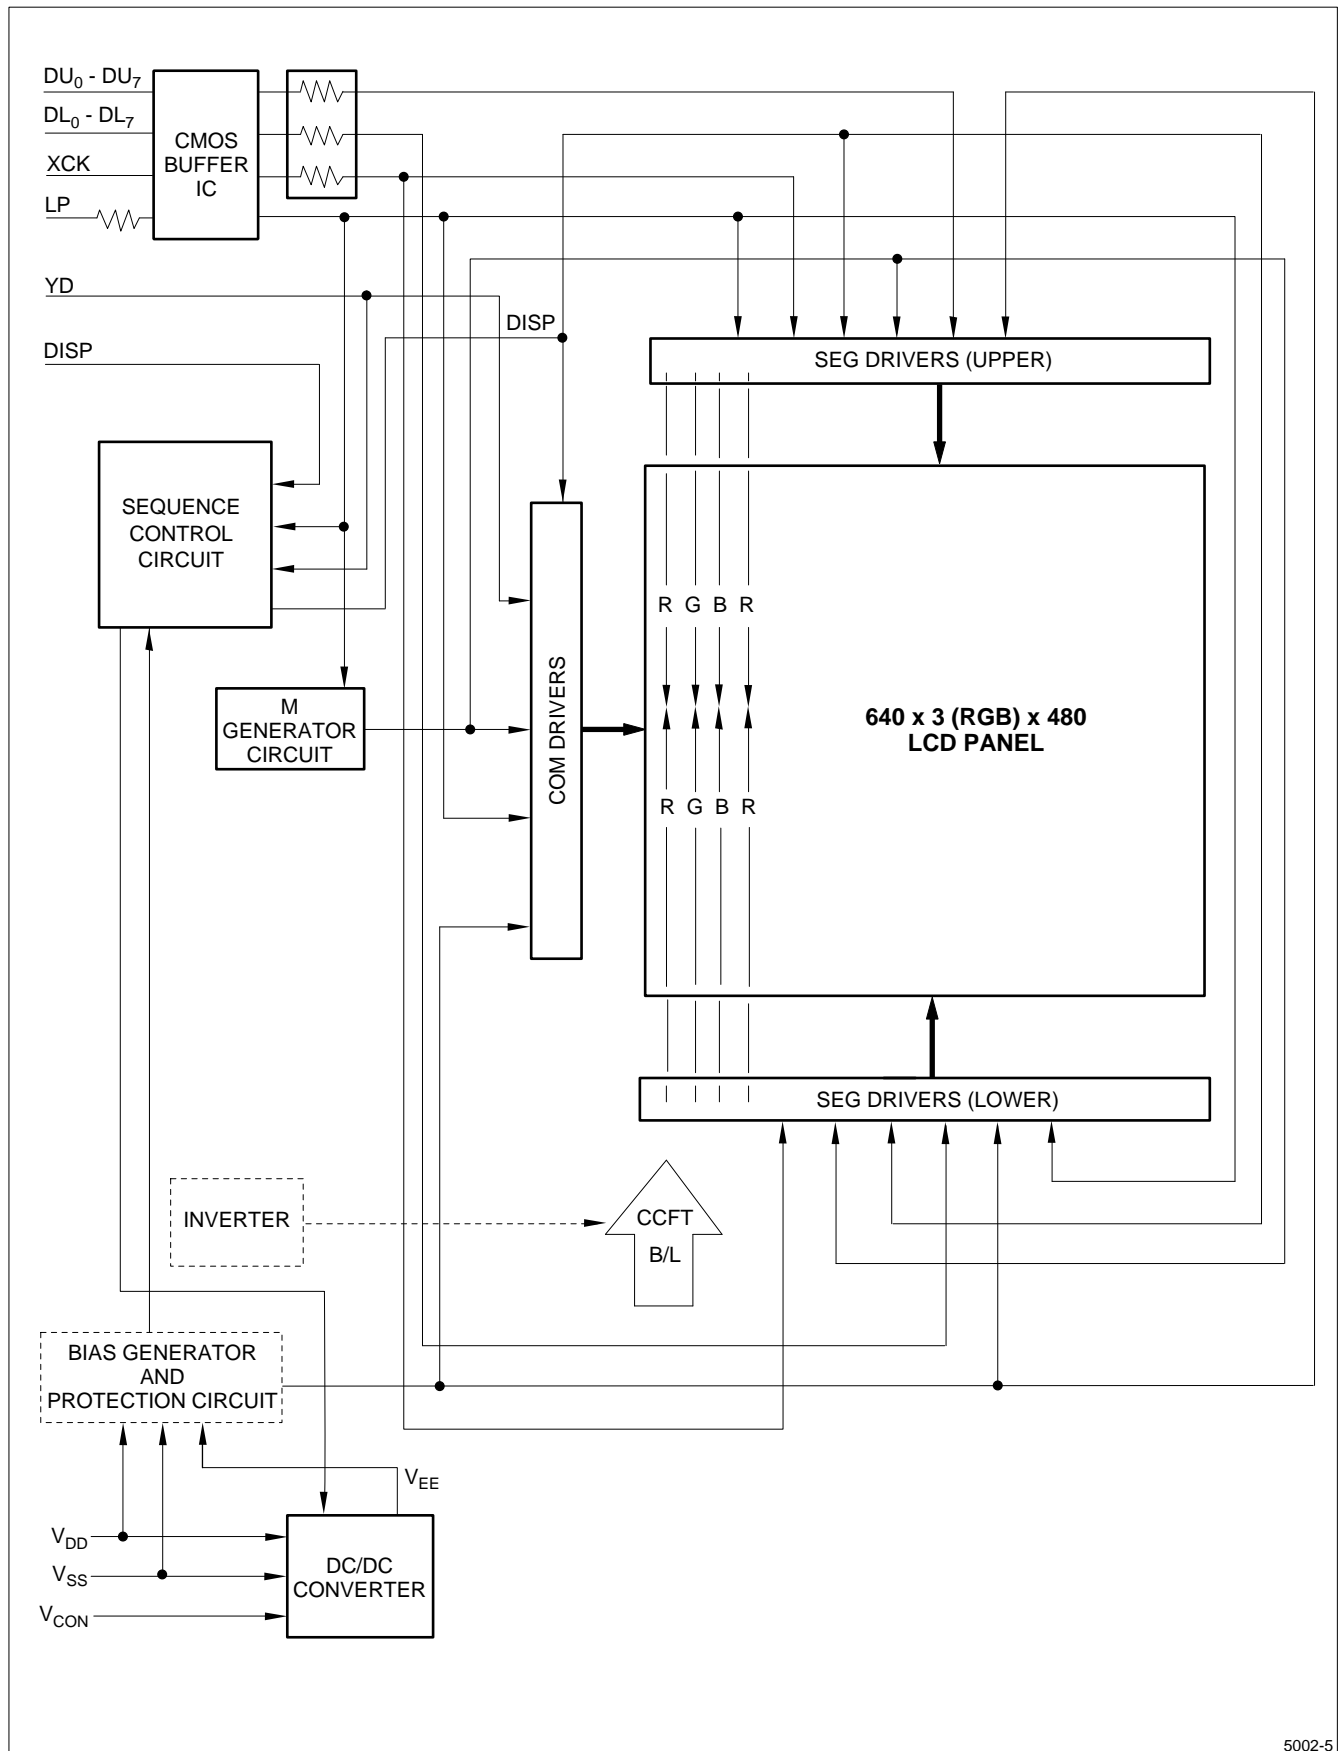 DU0 - DU7
DL0 - DL7
XCK
LP
CMOS
BUFFER
IC
YD
DISP
DISP
SEG DRIVERS (UPPER)
SEQUENCE
CONTROL
CIRCUIT
R G B R
M
GENERATOR
CIRCUIT
COM DRIVERS
640 x 3 (RGB) x 480
LCD PANEL
R G B R
SEG DRIVERS (LOWER)
INVERTER
CCFT
B/L
BIAS GENERATOR
AND
PROTECTION CIRCUIT
VEE
VDD
VSS
VCON
DC/DC
CONVERTER
5002-5